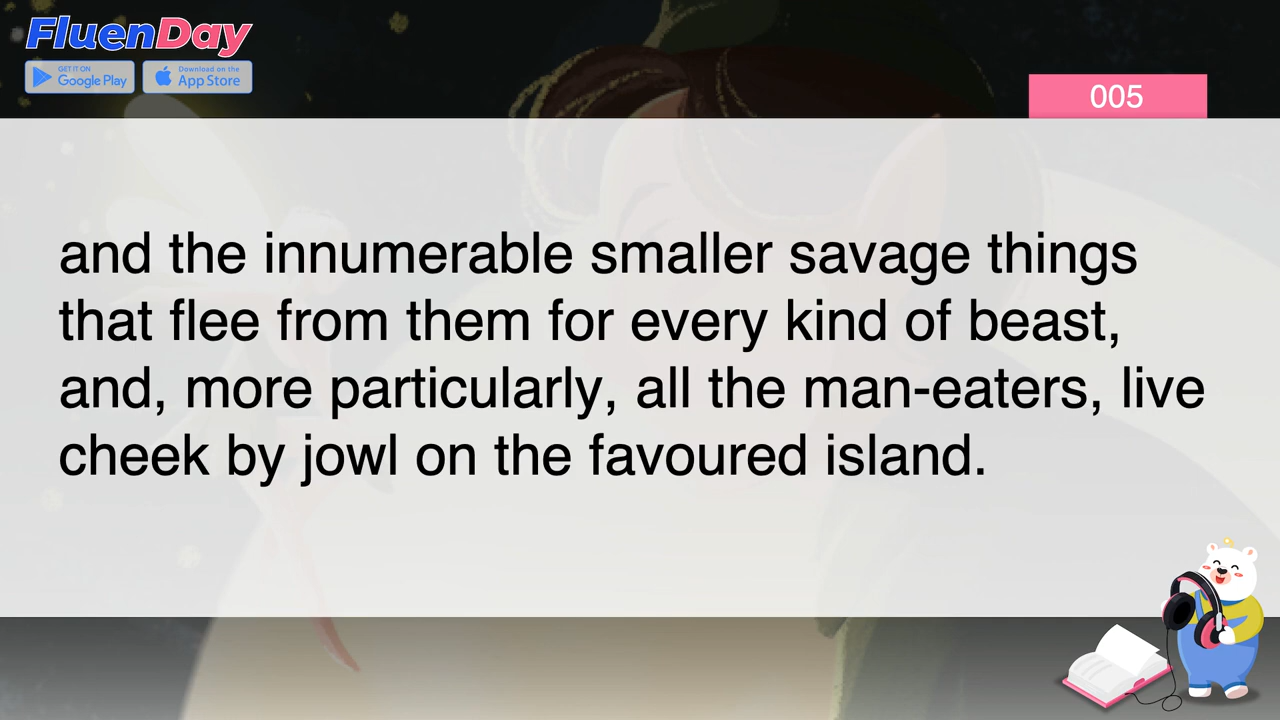 FluenDay
GET IT ON
Google Play
Download on the
App Store
005
and the innumerable smaller savage things
that flee from them for every kind of beast,
and, more particularly, all the man-eaters, live
cheek by jowl on the favoured island.